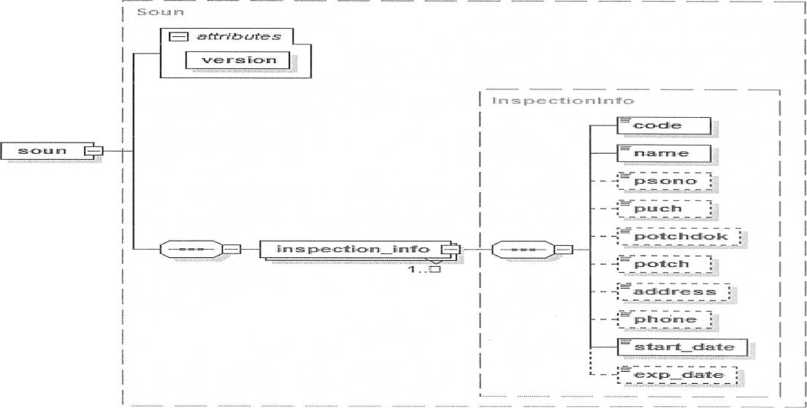 Soun
attributes
version
InspectionInfo
code
soun
name
psono
puch
potchdok
inspection_info
1..
potch
address
phone
start_date
exp_date